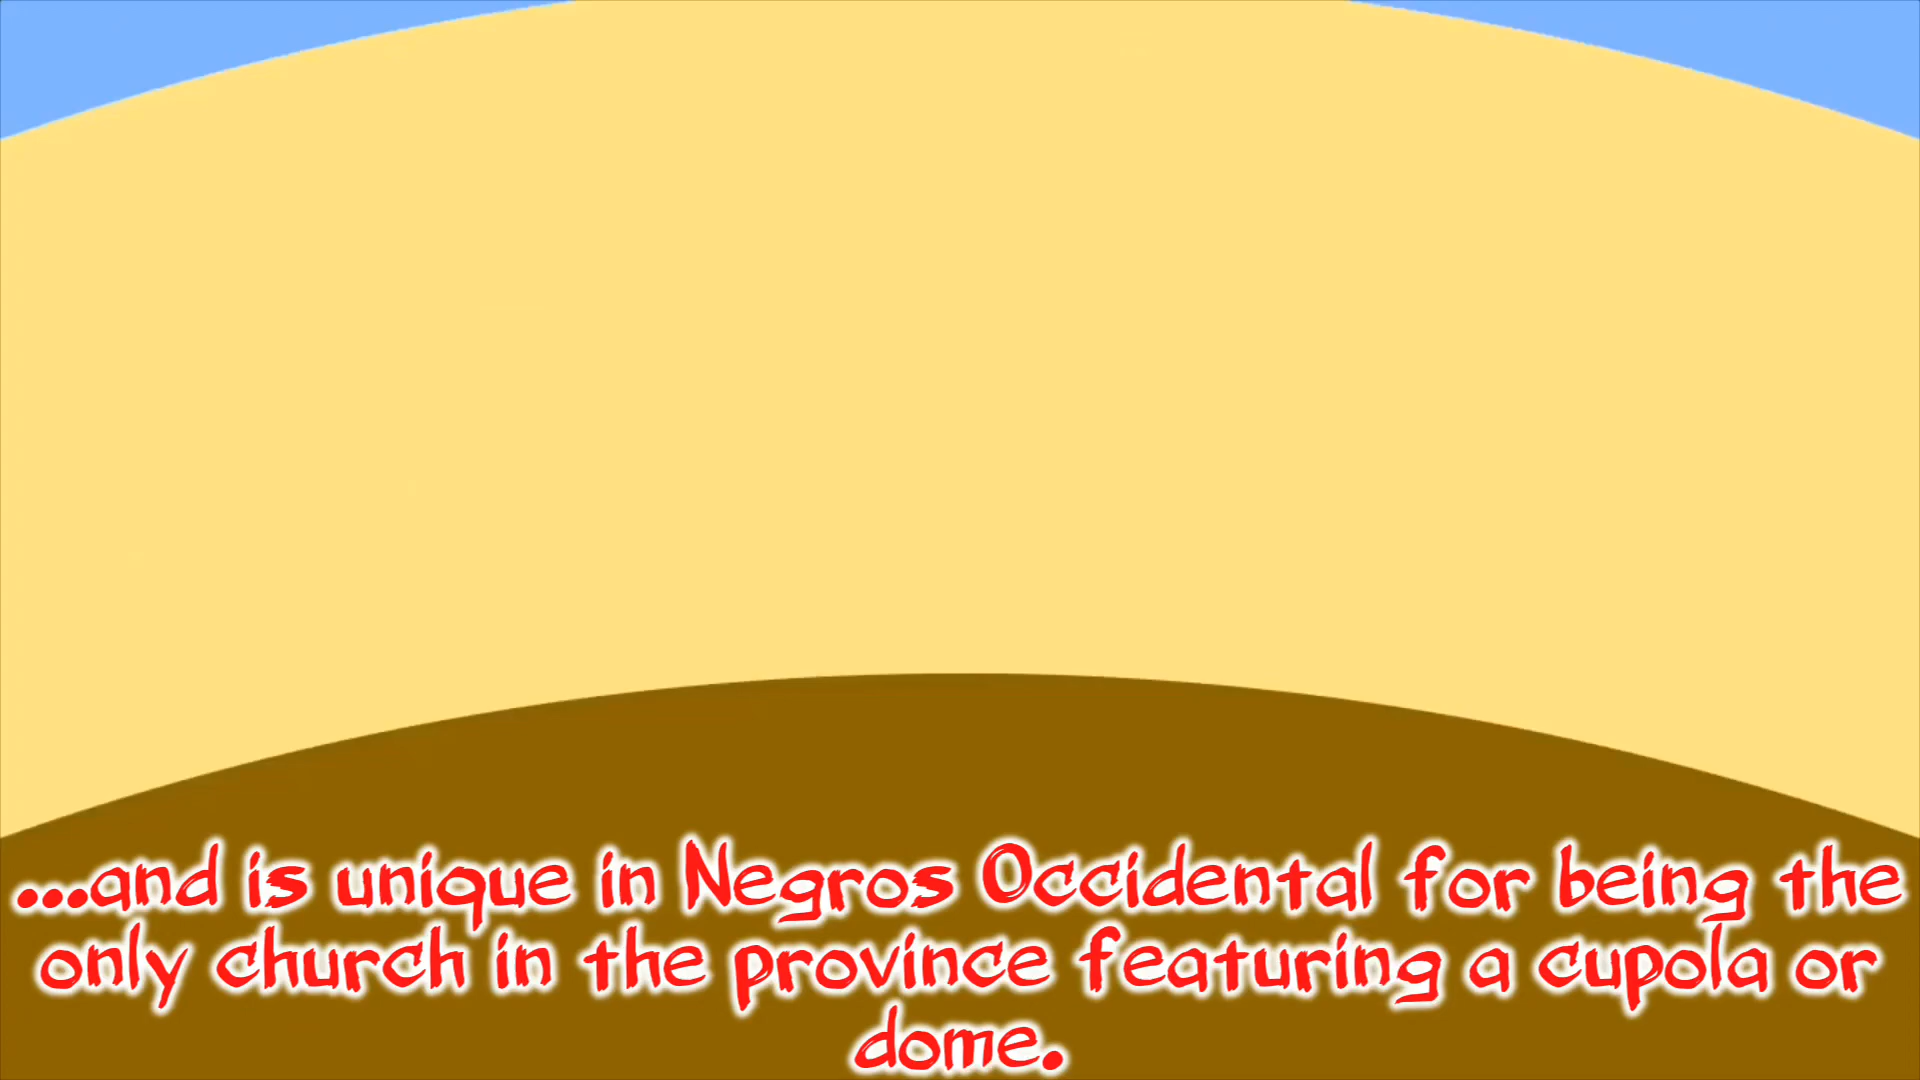 ...and is unique in Negros Occidental for being the
only church in the province featuring a cupola or
dome.